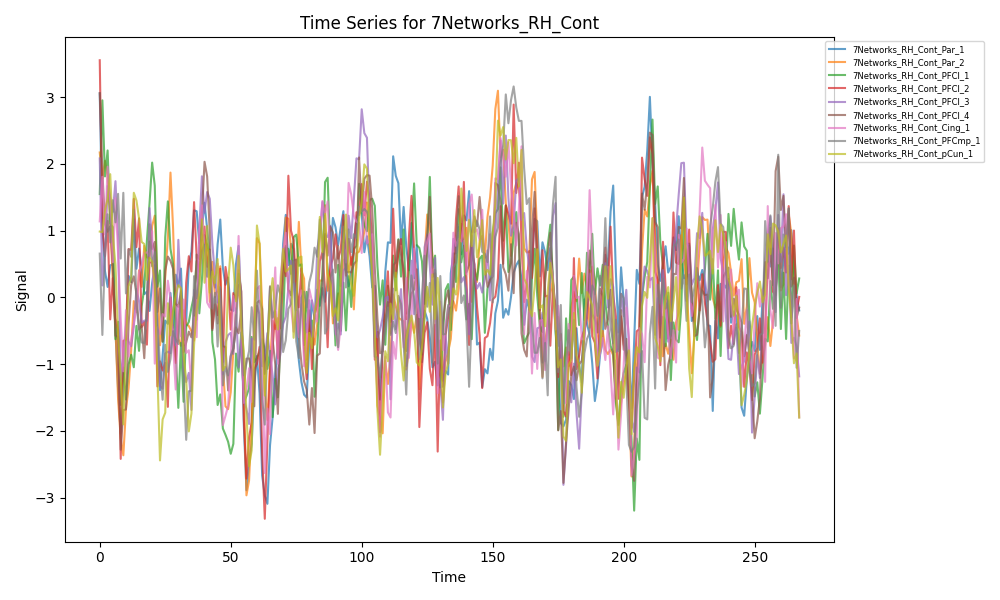 Time Series for 7Networks_RH_Cont
7Networks_RH_Cont_Par_1
7Networks_RH_Cont_Par_2
7Networks_RH_Cont_PFCl_1
7Networks_RH_Cont_PFCl_2
7Networks_RH_Cont_PFCl_3
7Networks_RH_Cont_PFCl_4
7Networks_RH_Cont_Cing_1
7Networks_RH_Cont_PFCmp_1
7Networks_RH_Cont_pCun_1
Signal
3
2
1
0
−1
−2
−3
0 50 100 150 200 250
Time